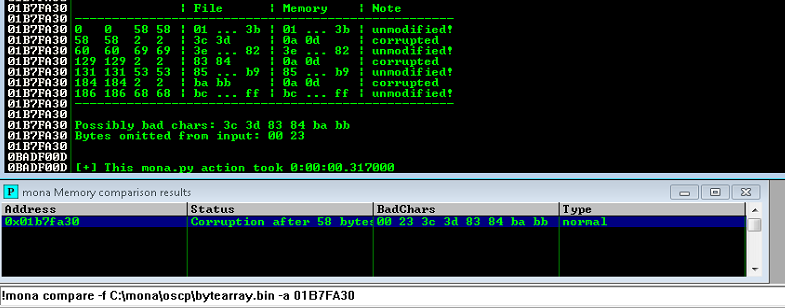 01B7FA30 | File | Memory | Note
01B7FA30 ----------------------------------------------------
01B7FA30 0 0 58 58 | 01 ... 3b | 01 ... 3b | unmodified!
01B7FA30 58 58 2 2 | 3c 3d | 0a 0d | corrupted
01B7FA30 60 60 69 69 | 3e ... 82 | 3e ... 82 | unmodified!
01B7FA30 129 129 2 2 | 83 84 | 0a 0d | corrupted
01B7FA30 131 131 53 53 | 85 ... b9 | 85 ... b9 | unmodified!
01B7FA30 184 184 2 2 | ba bb | 0a 0d | corrupted
01B7FA30 186 186 68 68 | bc ... ff | bc ... ff | unmodified!
01B7FA30 ----------------------------------------------------
01B7FA30
01B7FA30 Possibly bad chars: 3c 3d 83 84 ba bb
01B7FA30 Bytes omitted from input: 00 23
01B7FA30
0BADF00D
0BADF00D [+] This mona.py action took 0:00:00.317000
P mona Memory comparison results
Address Status BadChars Type
0x01b7fa30 Corruption after 58 bytes 00 23 3c 3d 83 84 ba bb normal
!mona compare -f C:\mona\oscp\bytearray.bin -a 01B7FA30